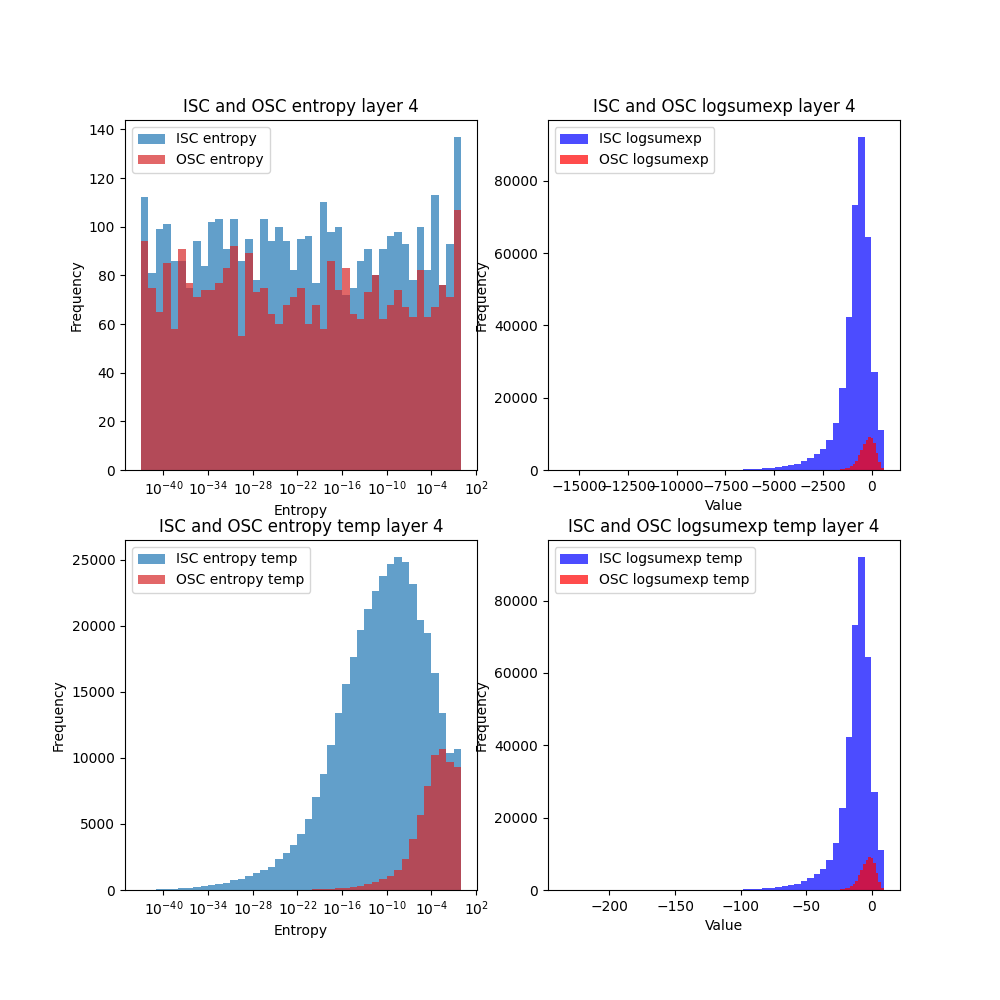 ISC and OSC entropy layer 4
ISC entropy
OSC entropy
Frequency
140
120
100
80
60
40
20
0
10⁻⁴⁰ 10⁻³⁴ 10⁻²⁸ 10⁻²² 10⁻¹⁶ 10⁻¹⁰ 10⁻⁴ 10²
Entropy
ISC and OSC logsumexp layer 4
ISC logsumexp
OSC logsumexp
Frequency
80000
60000
40000
20000
0
−15000 −12500 −10000 −7500 −5000 −2500 0
Value
ISC and OSC entropy temp layer 4
ISC entropy temp
OSC entropy temp
Frequency
25000
20000
15000
10000
5000
0
10⁻⁴⁰ 10⁻³⁴ 10⁻²⁸ 10⁻²² 10⁻¹⁶ 10⁻¹⁰ 10⁻⁴ 10²
Entropy
ISC and OSC logsumexp temp layer 4
ISC logsumexp temp
OSC logsumexp temp
Frequency
80000
60000
40000
20000
0
−200 −150 −100 −50 0
Value